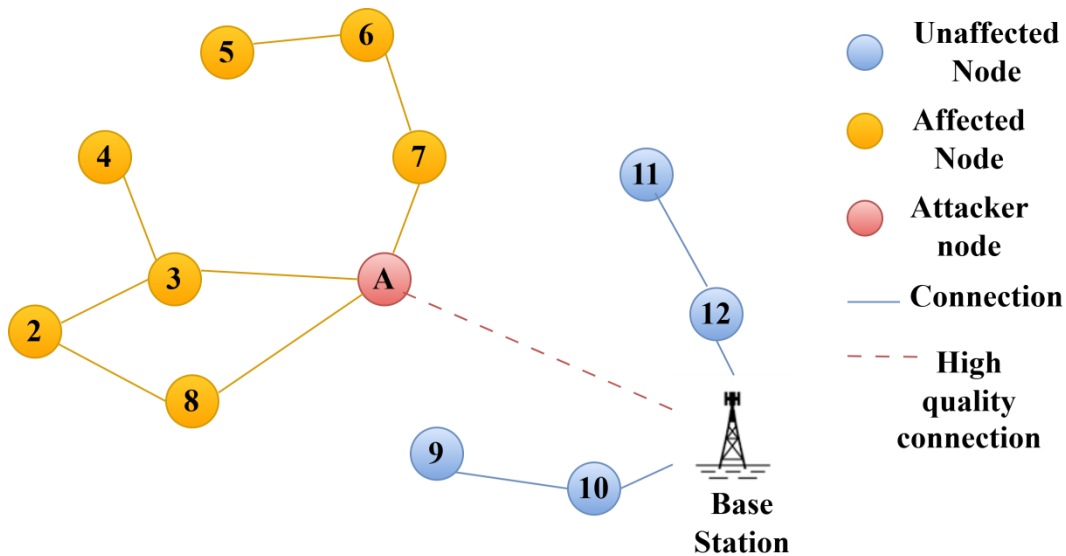 5
6
4
7
3
A
2
8
11
12
9
10
Base
Station
Unaffected
Node
Affected
Node
Attacker
node
Connection
High
quality
connection